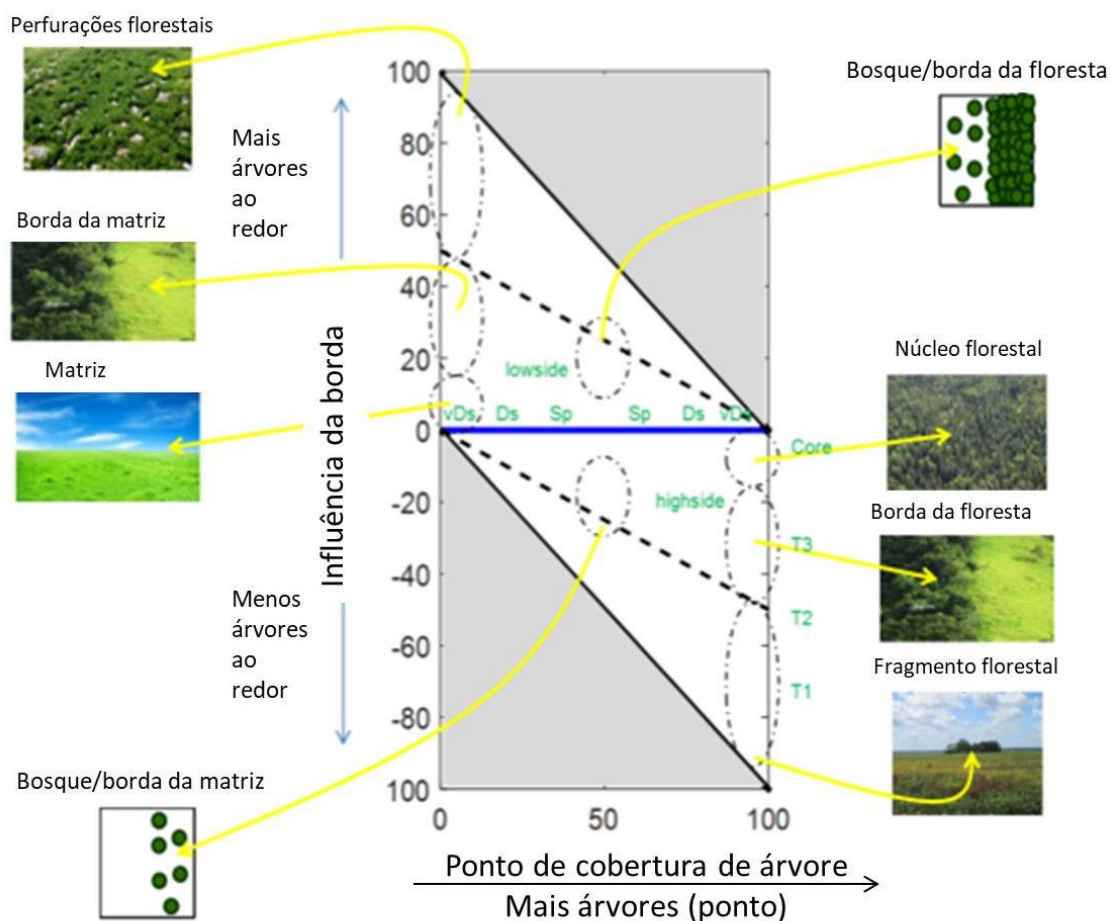 Perfurações florestais
Mais
árvores
ao
redor
Bosque/borda da floresta
Borda da matriz
Matriz
Influência da borda
Menos
árvores
ao
redor
Bosque/borda da matriz
100
80
60
40
20
0
-20
-40
-60
-80
100
lowside
vDs Ds Sp Sp Ds vDs
highside
Core
T3
T2
T1
Núcleo florestal
Borda da floresta
Fragmento florestal
0 50 100
Ponto de cobertura de árvore
Mais árvores (ponto)